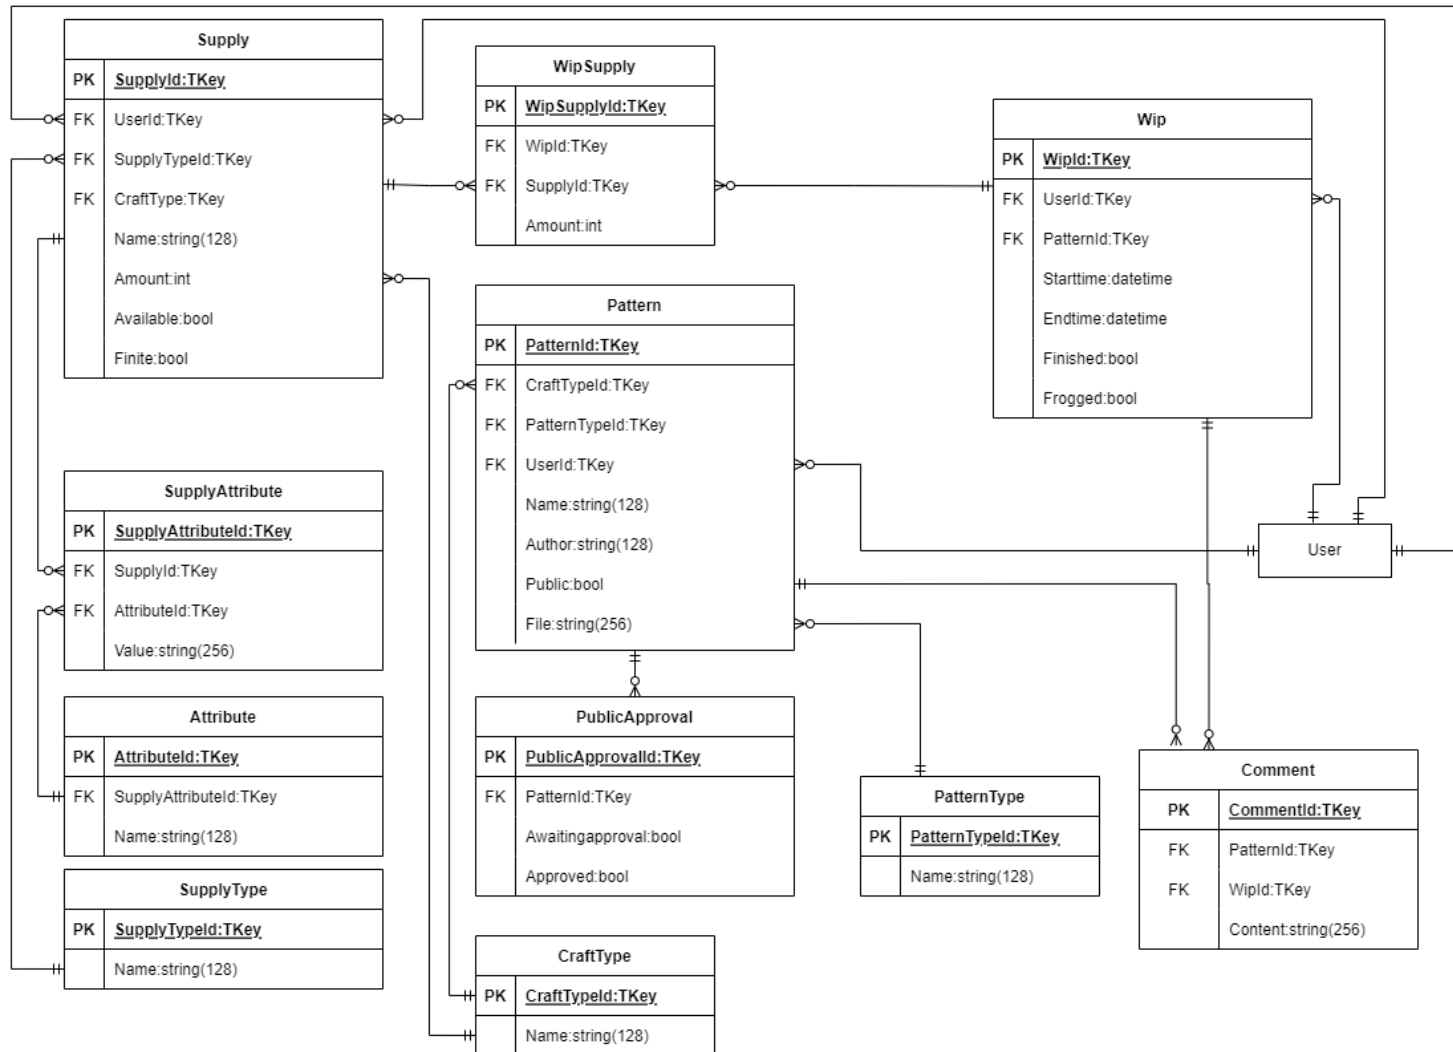 Supply
PK SupplyId:TKey
FK UserId:TKey
FK SupplyTypeId:TKey
FK CraftType:TKey
Name:string(128)
Amount:int
Available:bool
Finite:bool
WipSupply
PK WipSupplyId:TKey
FK WipId:TKey
FK SupplyId:TKey
Amount:int
Wip
PK WipId:TKey
FK UserId:TKey
FK PatternId:TKey
Starttime:datetime
Endtime:datetime
Finished:bool
Frogged:bool
Pattern
PK PatternId:TKey
FK CraftTypeId:TKey
FK PatternTypeId:TKey
FK UserId:TKey
Name:string(128)
Author:string(128)
Public:bool
File:string(256)
SupplyAttribute
PK SupplyAttributeId:TKey
FK SupplyId:TKey
FK AttributeId:TKey
Value:string(256)
User
Attribute
PK AttributeId:TKey
FK SupplyAttributeId:TKey
Name:string(128)
PublicApproval
PK PublicApprovalId:TKey
FK PatternId:TKey
Awaitingapproval:bool
Approved:bool
PatternType
PK PatternTypeId:TKey
Name:string(128)
Comment
PK CommentId:TKey
FK PatternId:TKey
FK WipId:TKey
Content:string(256)
SupplyType
PK SupplyTypeId:TKey
Name:string(128)
CraftType
PK CraftTypeId:TKey
Name:string(128)